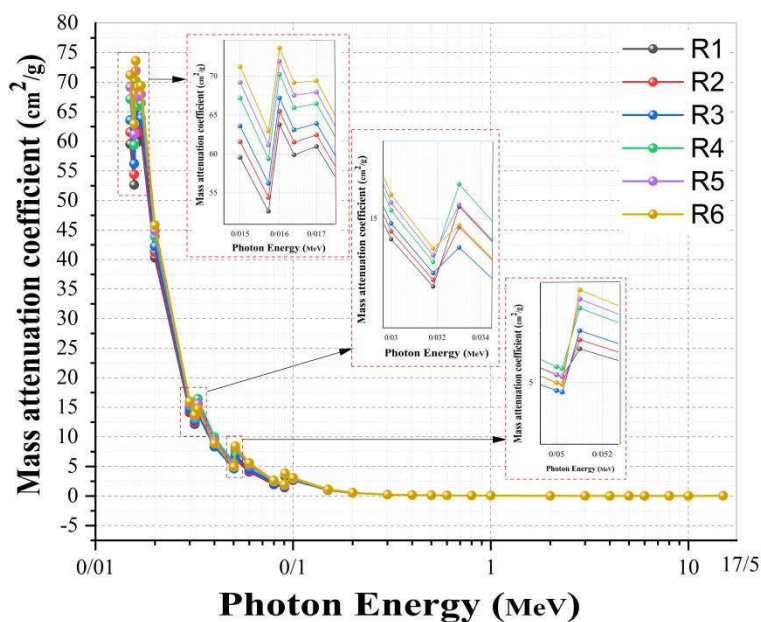 Mass attenuation coefficient (cm²/g)
80
75
70
65
60
55
50
45
40
35
30
25
20
15
10
5
0
-5
0/01
0/1
1
10
17/5
Photon Energy (MeV)
R1
R2
R3
R4
R5
R6
Mass attenuation coefficient (cm²/g)
70
65
60
55
0/015
0/016
0/017
Photon Energy (MeV)
Mass attenuation coefficient (cm²/g)
15
0/03
0/032
0/034
Photon Energy (MeV)
Mass attenuation coefficient (cm²/g)
5
0/05
0/052
Photon Energy (MeV)